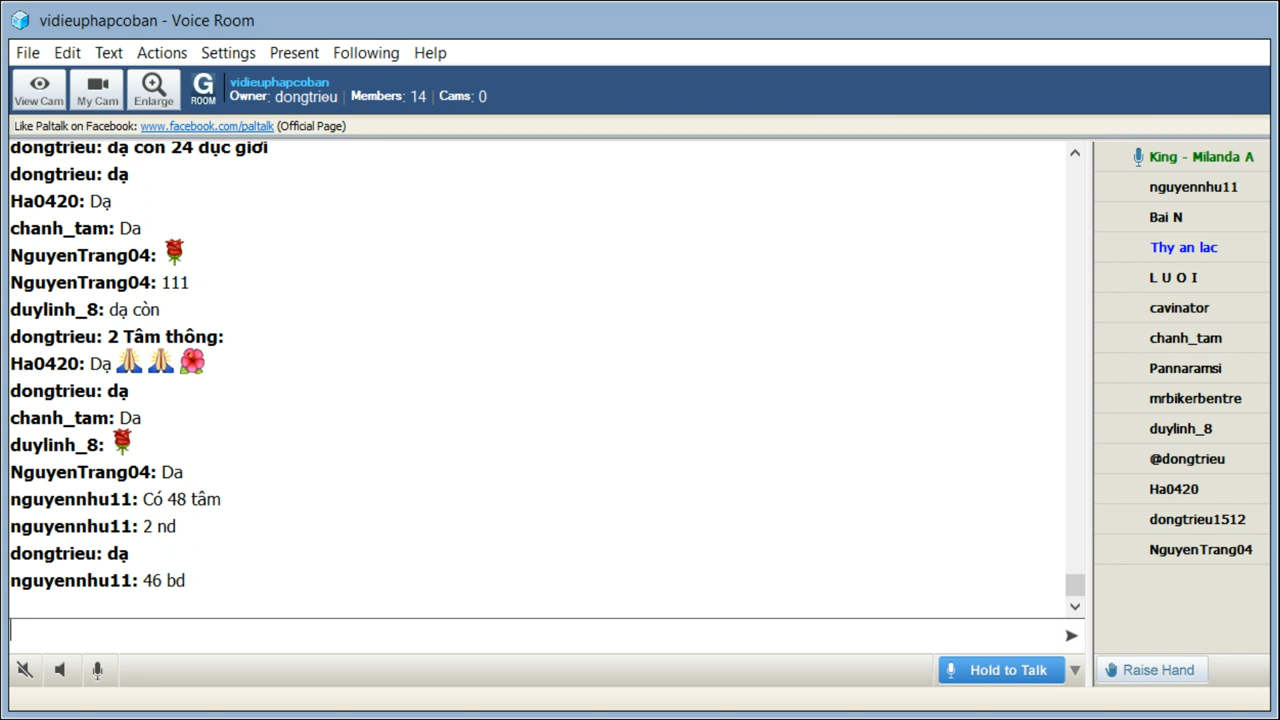 vidieuphapcoban - Voice Room
File Edit Text Actions Settings Present Following Help
View Cam
My Cam
Enlarge
G ROOM
vidieuphapcoban
Owner: dongtrieu | Members: 14 | Cams: 0
Like Paltalk on Facebook: www.facebook.com/paltalk (Official Page)
dongtrieu: dạ con 24 dục giới
dongtrieu: dạ
Ha0420: Dạ
chanh_tam: Da
NguyenTrang04:
NguyenTrang04: 111
duylinh_8: dạ còn
dongtrieu: 2 Tâm thông:
Ha0420: Dạ
dongtrieu: dạ
chanh_tam: Da
duylinh_8:
NguyenTrang04: Da
nguyennhu11: Có 48 tâm
nguyennhu11: 2 nd
dongtrieu: dạ
nguyennhu11: 46 bd
King - Milanda A
nguyennhu11
Bai N
Thy an lac
L U O I
cavinator
chanh_tam
Pannaramsi
mrbikerbentre
duylinh_8
@dongtrieu
Ha0420
dongtrieu1512
NguyenTrang04
Hold to Talk
Raise Hand